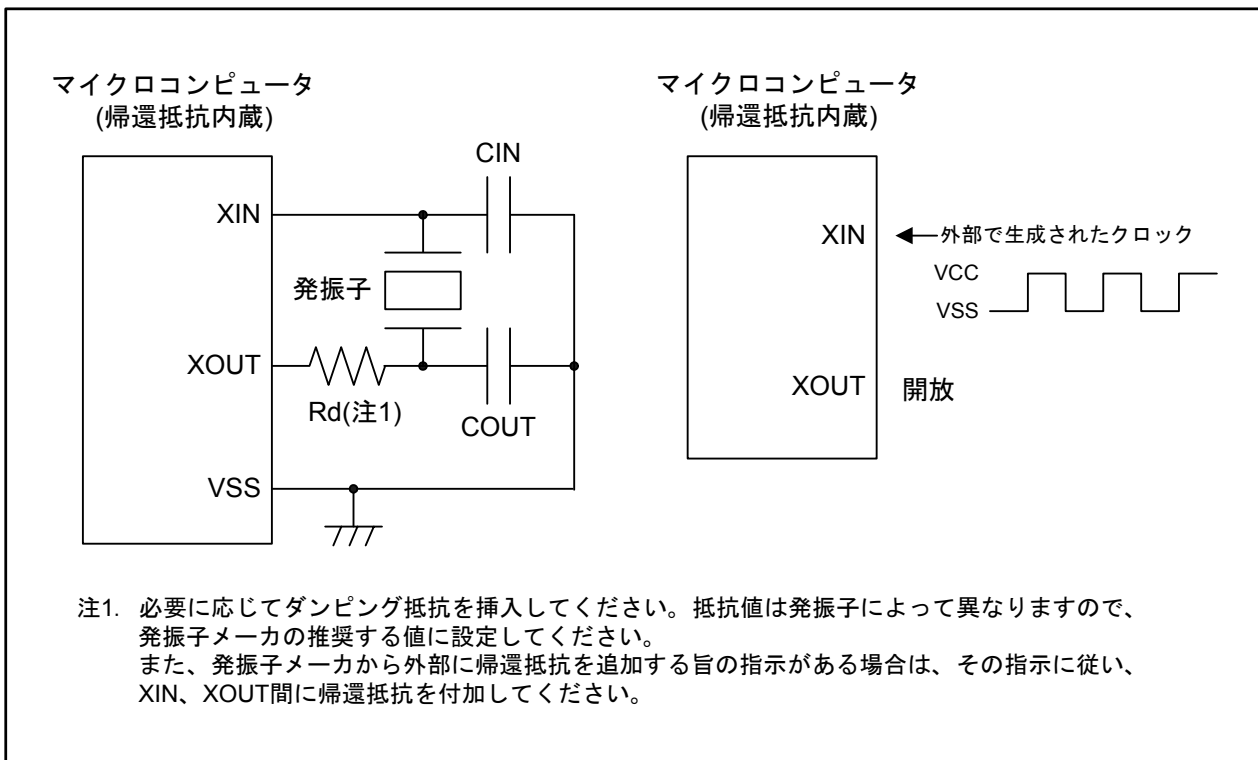 マイクロコンピュータ
(帰還抵抗内蔵)
CIN
XIN
発振子
XOUT
Rd(注1)
COUT
VSS
マイクロコンピュータ
(帰還抵抗内蔵)
XIN
外部で生成されたクロック
VCC
VSS
XOUT
開放
注1. 必要に応じてダンピング抵抗を挿入してください。抵抗値は発振子によって異なりますので、
発振子メーカの推奨する値に設定してください。
また、発振子メーカから外部に帰還抵抗を追加する旨の指示がある場合は、その指示に従い、
XIN、XOUT間に帰還抵抗を付加してください。